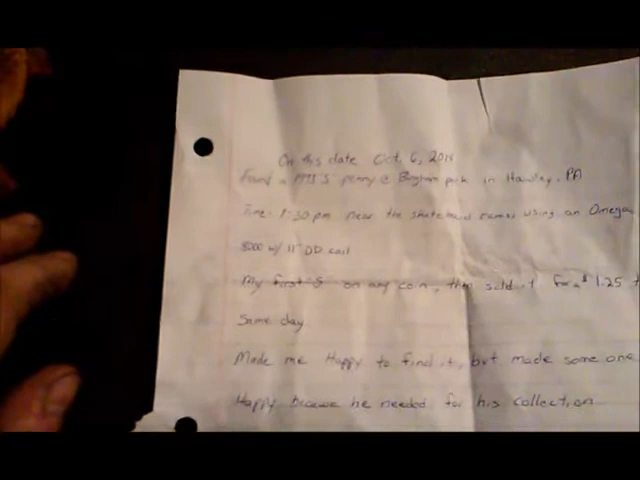 On this date Oct. 6, 2011
Found a penny @ Bingham park in Hawley, PA
Time: 1:30 pm near the skateboard ramps using an Omega
8000 w/ 11" DD coil
My first "S" on any coin, then sold it for a $1.25
Same day
Made me Happy to find it, but made some one
Happy Because he needed for his collection